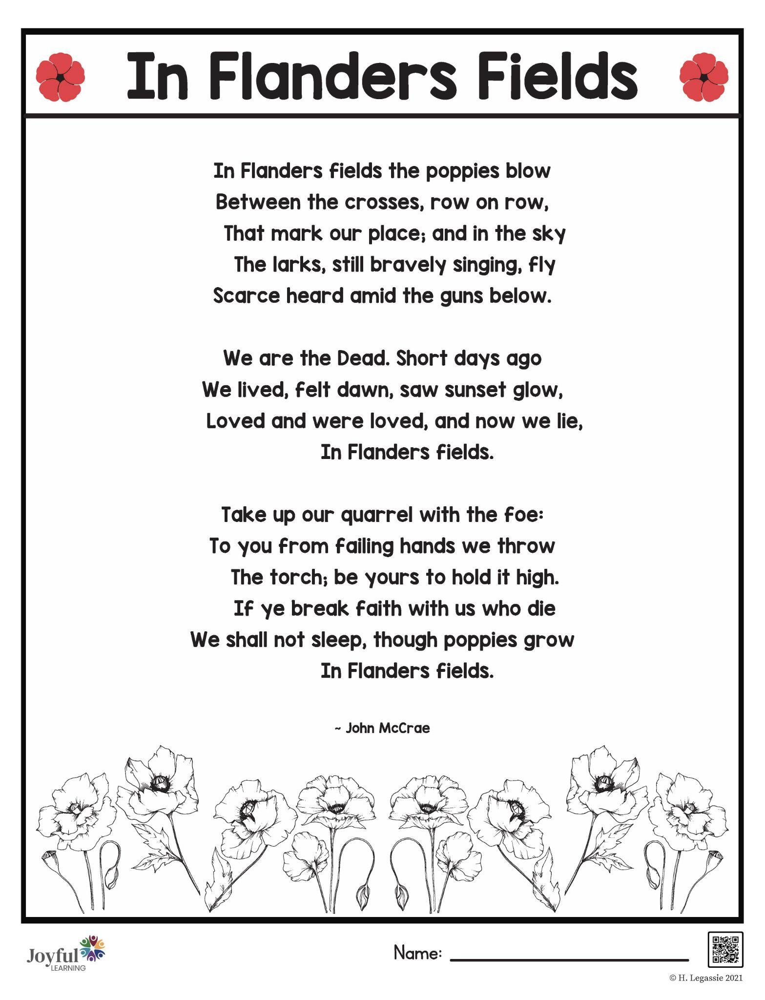 In Flanders Fields
In Flanders fields the poppies blow
Between the crosses, row on row,
That mark our place; and in the sky
The larks, still bravely singing, fly
Scarce heard amid the guns below.
We are the Dead. Short days ago
We lived, felt dawn, saw sunset glow,
Loved and were loved, and now we lie,
In Flanders fields.
Take up our quarrel with the foe:
To you from failing hands we throw
The torch; be yours to hold it high.
If ye break faith with us who die
We shall not sleep, though poppies grow
In Flanders fields.
~ John McCrae
Joyful
LEARNING
Name:
© H. Legassie 2021